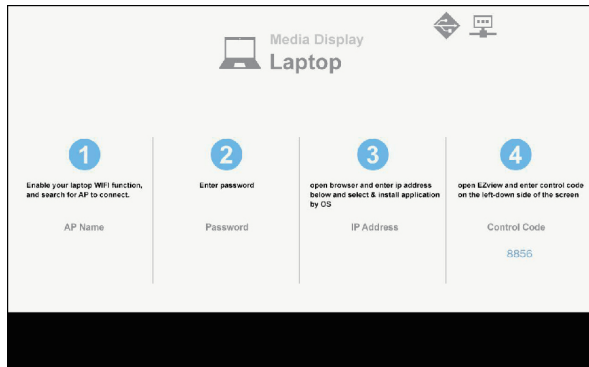 Media Display
Laptop
1
Enable your laptop WIFI function,
and search for AP to connect.
AP Name
2
Enter password
Password
3
open browser and enter ip address
below and select & install application
by OS
IP Address
4
open EZview and enter control code
on the left-down side of the screen
Control Code
8856